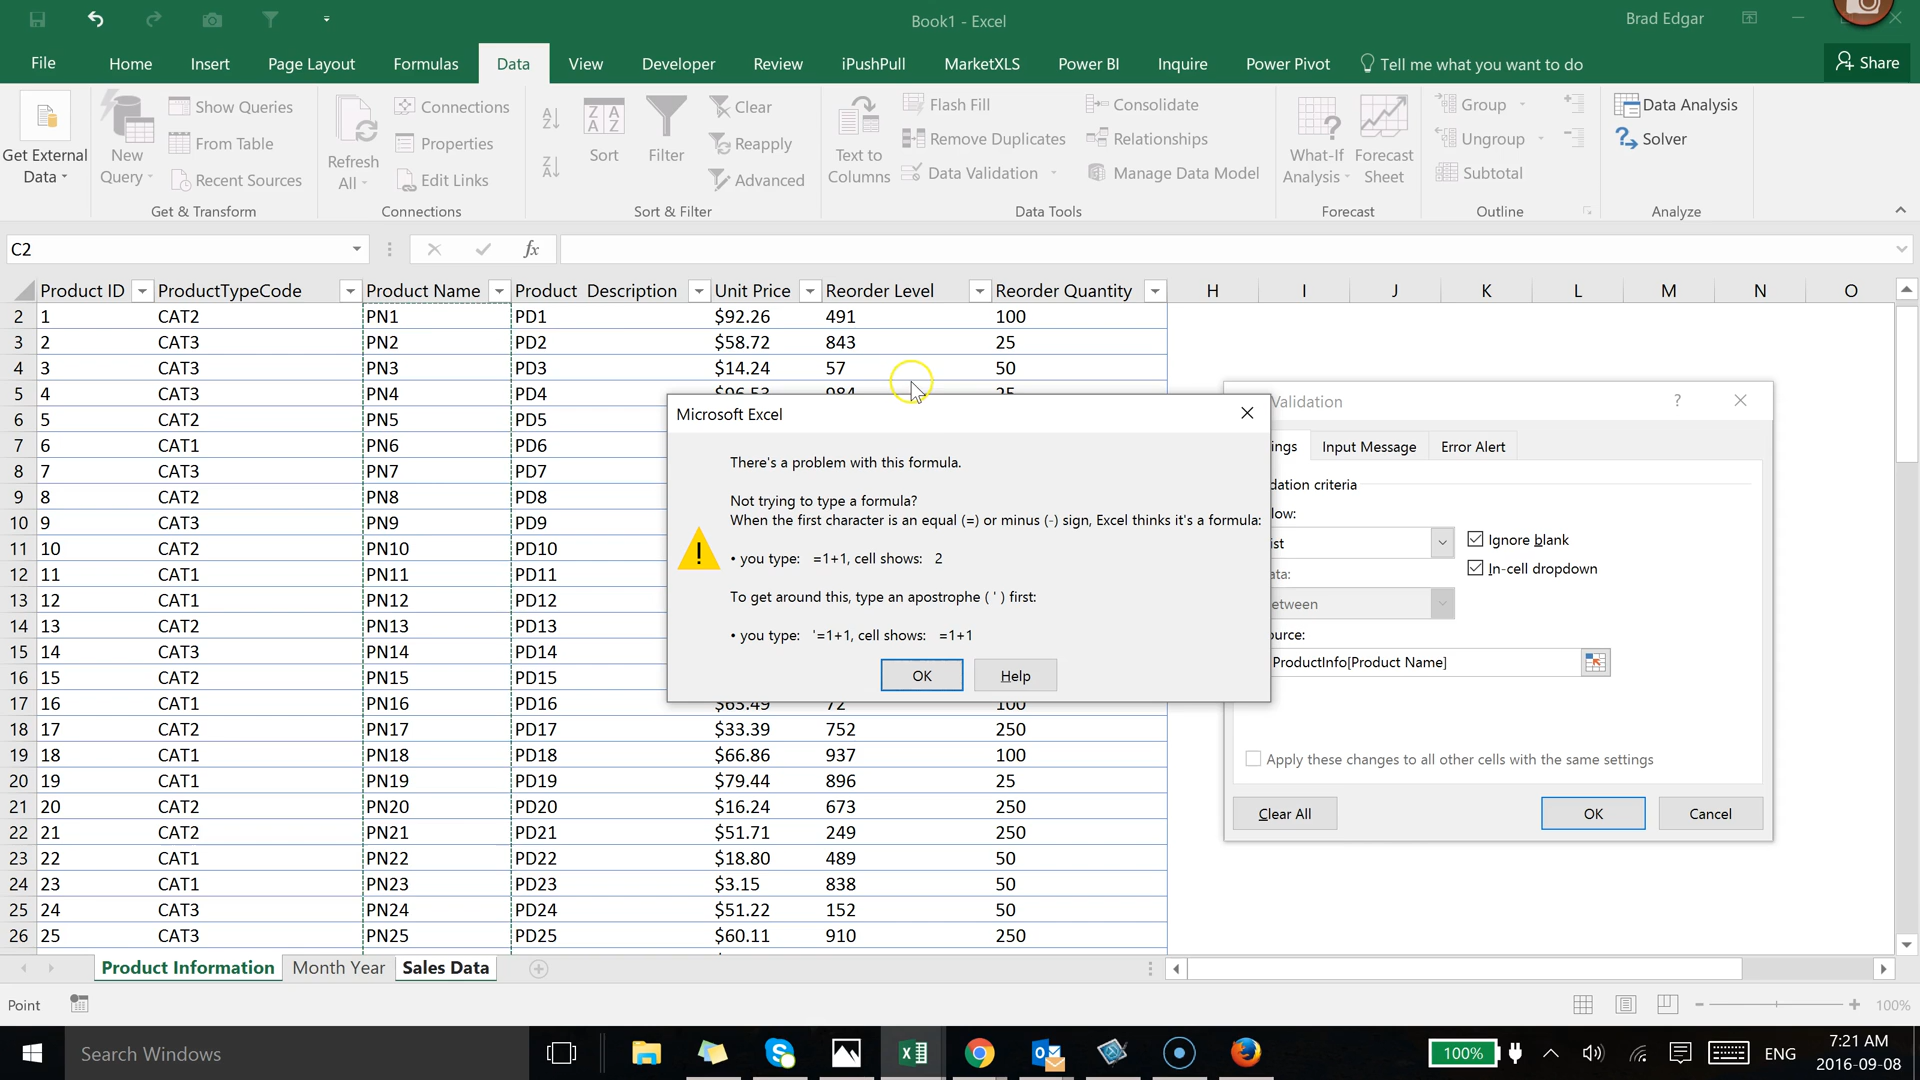 Book1 - Excel
Brad Edgar
File Home Insert Page Layout Formulas Data View Developer Review iPushPull MarketXLS Power BI Inquire Power Pivot Tell me what you want to do Share
Get External Data
New Query
Show Queries
From Table
Recent Sources
Get & Transform
Refresh All
Connections
Properties
Edit Links
Connections
Sort
Filter
Clear
Reapply
Advanced
Sort & Filter
Text to Columns
Flash Fill
Remove Duplicates
Data Validation
Consolidate
Relationships
Manage Data Model
Data Tools
What-If Analysis
Forecast Sheet
Forecast
Group
Ungroup
Subtotal
Outline
Data Analysis
Solver
Analyze
C2
fx
Product ID ProductTypeCode Product Name Product Description Unit Price Reorder Level Reorder Quantity H I J K L M N O
2 1 CAT2 PN1 PD1 $92.26 491 100
3 2 CAT3 PN2 PD2 $58.72 843 25
4 3 CAT3 PN3 PD3 $14.24 57 50
5 4 CAT3 PN4 PD4 $96.53 984 25
6 5 CAT2 PN5 PD5
7 6 CAT1 PN6 PD6
8 7 CAT3 PN7 PD7
9 8 CAT2 PN8 PD8
10 9 CAT3 PN9 PD9
11 10 CAT2 PN10 PD10
12 11 CAT1 PN11 PD11
13 12 CAT1 PN12 PD12
14 13 CAT2 PN13 PD13
15 14 CAT3 PN14 PD14
16 15 CAT2 PN15 PD15
17 16 CAT1 PN16 PD16 $63.49 72 100
18 17 CAT2 PN17 PD17 $33.39 752 250
19 18 CAT1 PN18 PD18 $66.86 937 100
20 19 CAT1 PN19 PD19 $79.44 896 25
21 20 CAT2 PN20 PD20 $16.24 673 250
22 21 CAT2 PN21 PD21 $51.71 249 250
23 22 CAT1 PN22 PD22 $18.80 489 50
24 23 CAT1 PN23 PD23 $3.15 838 50
25 24 CAT3 PN24 PD24 $51.22 152 50
26 25 CAT3 PN25 PD25 $60.11 910 250
Microsoft Excel
There's a problem with this formula.
Not trying to type a formula?
When the first character is an equal (=) or minus (-) sign, Excel thinks it's a formula:
• you type: =1+1, cell shows: 2
To get around this, type an apostrophe ( ' ) first:
• you type: '=1+1, cell shows: =1+1
OK Help
Validation ?
ings Input Message Error Alert
dation criteria
low:
ist
Ignore blank
ata:
In-cell dropdown
etween
ource:
ProductInfo[Product Name]
Apply these changes to all other cells with the same settings
Clear All OK Cancel
Product Information Month Year Sales Data
Point
100%
Search Windows
100%
ENG
7:21 AM
2016-09-08